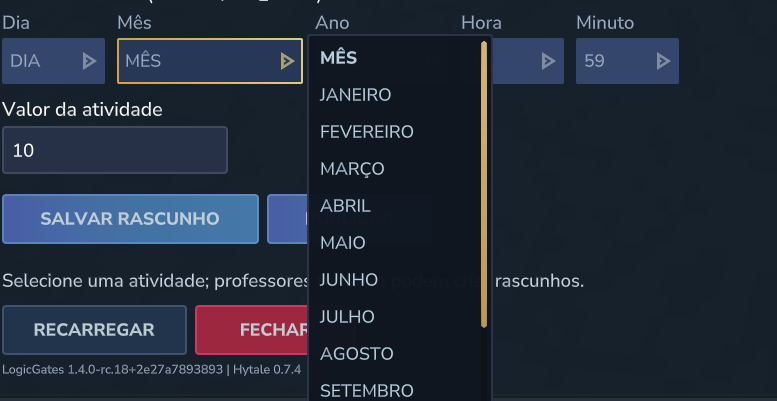 Dia Mês Ano Hora Minuto
DIA MÊS 59
Valor da atividade
10
SALVAR RASCUNHO
Selecione uma atividade; professores rascunhos.
RECARREGAR FECHAR
LogicGates 1.4.0-rc.18+2e27a7893893 | Hytale 0.7.4
MÊS
JANEIRO
FEVEREIRO
MARÇO
ABRIL
MAIO
JUNHO
JULHO
AGOSTO
SETEMBRO